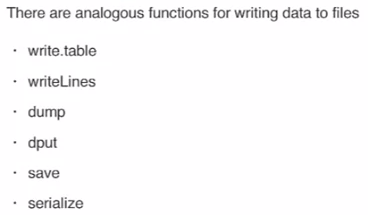 There are analogous functions for writing data to files
· write.table
· writeLines
· dump
· dput
· save
· serialize